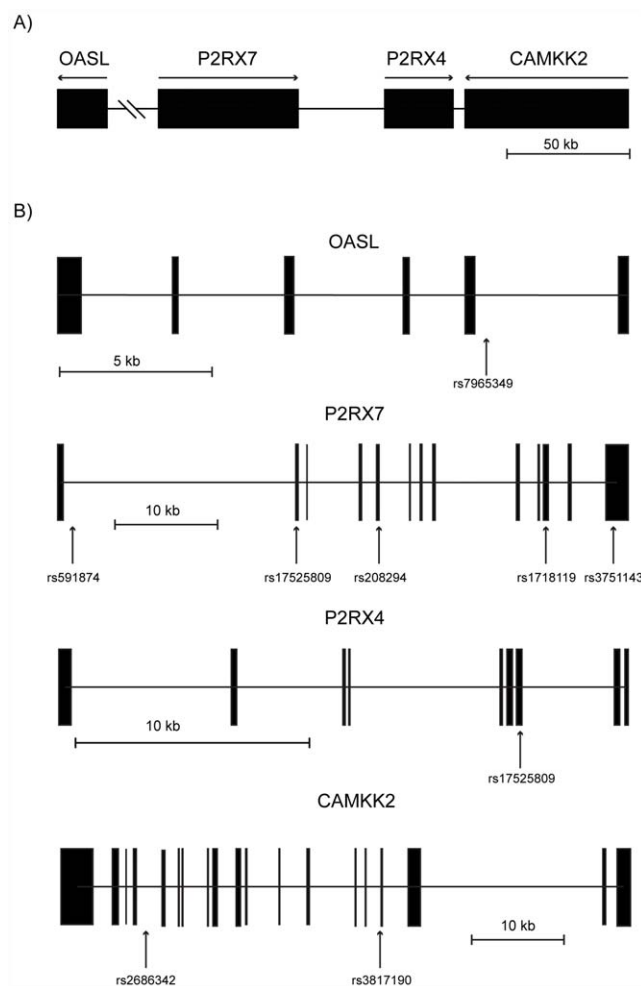 A)
OASL P2RX7 P2RX4 CAMKK2
50 kb
B)
OASL
5 kb
rs7965349
P2RX7
10 kb
rs591874 rs17525809 rs208294 rs1718119 rs3751143
P2RX4
10 kb
rs17525809
CAMKK2
10 kb
rs2686342 rs3817190